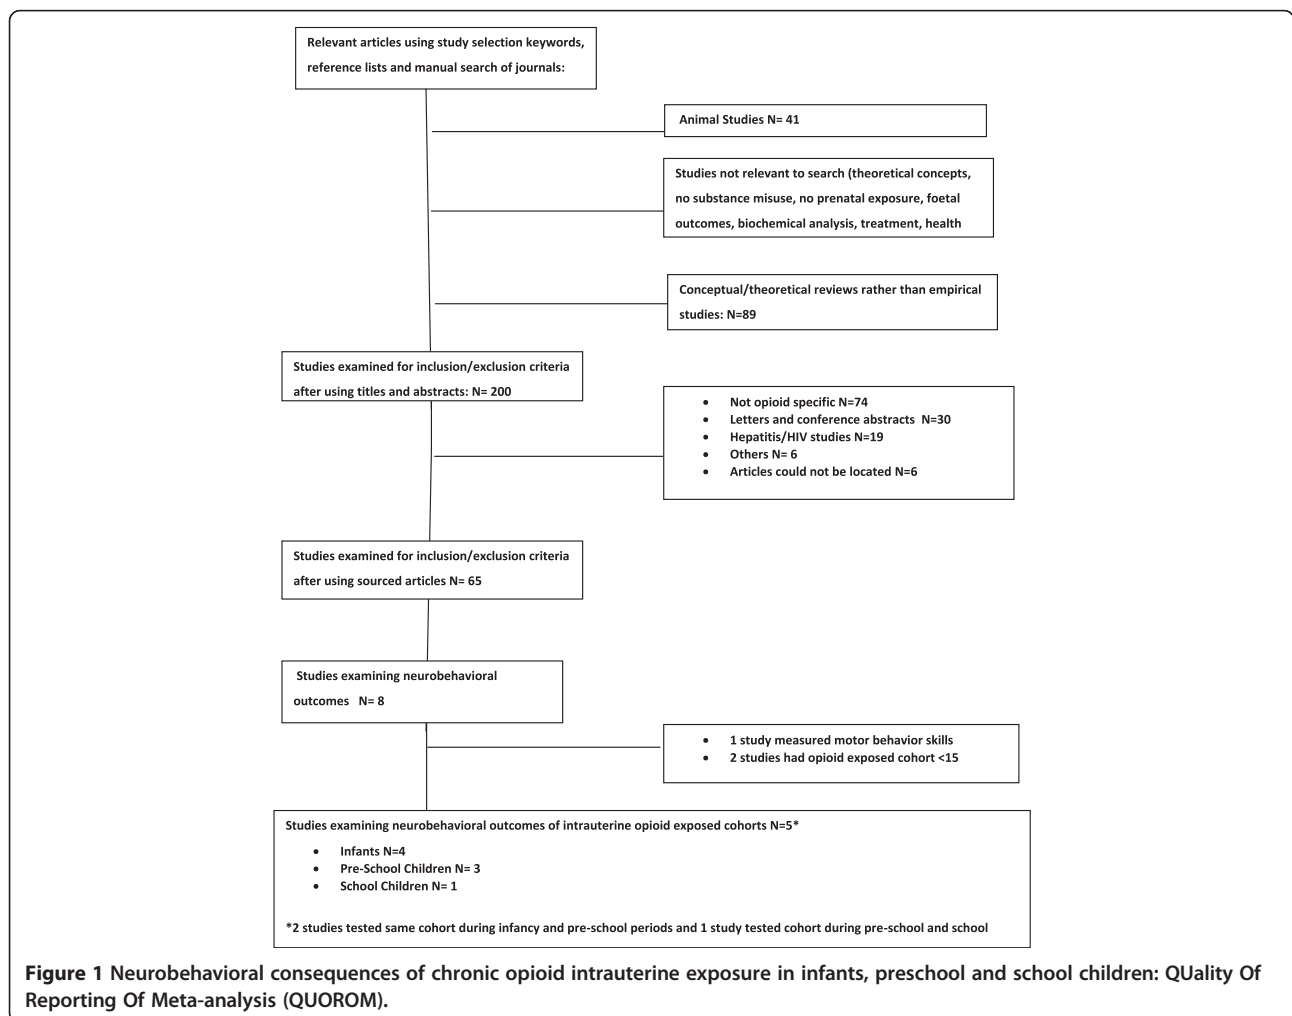 Relevant articles using study selection keywords,
reference lists and manual search of journals:
Animal Studies N= 41
Studies not relevant to search (theoretical concepts,
no substance misuse, no prenatal exposure, foetal
outcomes, biochemical analysis, treatment, health
Conceptual/theoretical reviews rather than empirical
studies: N=89
Studies examined for inclusion/exclusion criteria
after using titles and abstracts: N= 200
• Not opioid specific N=74
• Letters and conference abstracts N=30
• Hepatitis/HIV studies N=19
• Others N= 6
• Articles could not be located N=6
Studies examined for inclusion/exclusion criteria
after using sourced articles N= 65
Studies examining neurobehavioral
outcomes N= 8
• 1 study measured motor behavior skills
• 2 studies had opioid exposed cohort <15
Studies examining neurobehavioral outcomes of intrauterine opioid exposed cohorts N=5*
• Infants N=4
• Pre-School Children N= 3
• School Children N= 1
*2 studies tested same cohort during infancy and pre-school periods and 1 study tested cohort during pre-school and school
Figure 1 Neurobehavioral consequences of chronic opioid intrauterine exposure in infants, preschool and school children: QUality Of
Reporting Of Meta-analysis (QUOROM).